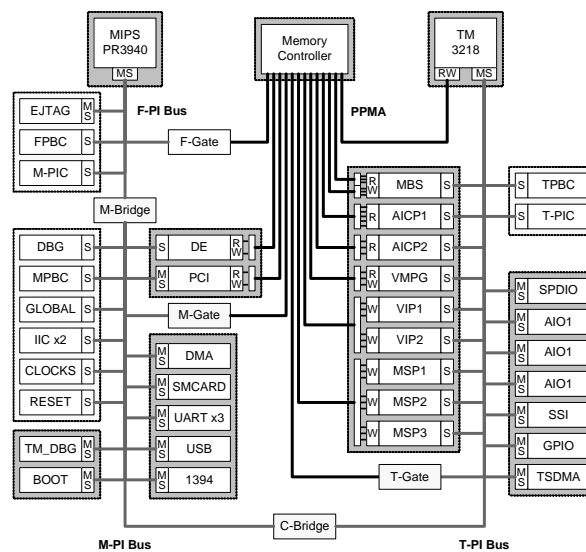 MIPS
PR3940
MS
Memory
Controller
TM
3218
RW
MS
F-PI Bus
PPMA
EJTAG
M
S
FPBC
S
M-PIC
S
F-Gate
M-Bridge
DBG
S
MPBC
S
GLOBAL
S
IIC x2
S
CLOCKS
S
RESET
S
TM_DBG
M
S
BOOT
M
S
S
DE
R
W
M
S
PCI
R
W
M-Gate
M
S
DMA
M
S
SMCARD
M
S
UART x3
M
S
USB
M
S
1394
R
W
MBS
S
R
AICP1
S
R
AICP2
S
R
W
VMPG
S
W
VIP1
S
W
VIP2
S
W
MSP1
S
W
MSP2
S
W
MSP3
S
S
TPBC
S
T-PIC
M
S
SPDIO
M
S
AIO1
M
S
AIO1
M
S
AIO1
M
S
SSI
M
S
GPIO
M
S
TSDMA
T-Gate
C-Bridge
M-PI Bus
T-PI Bus